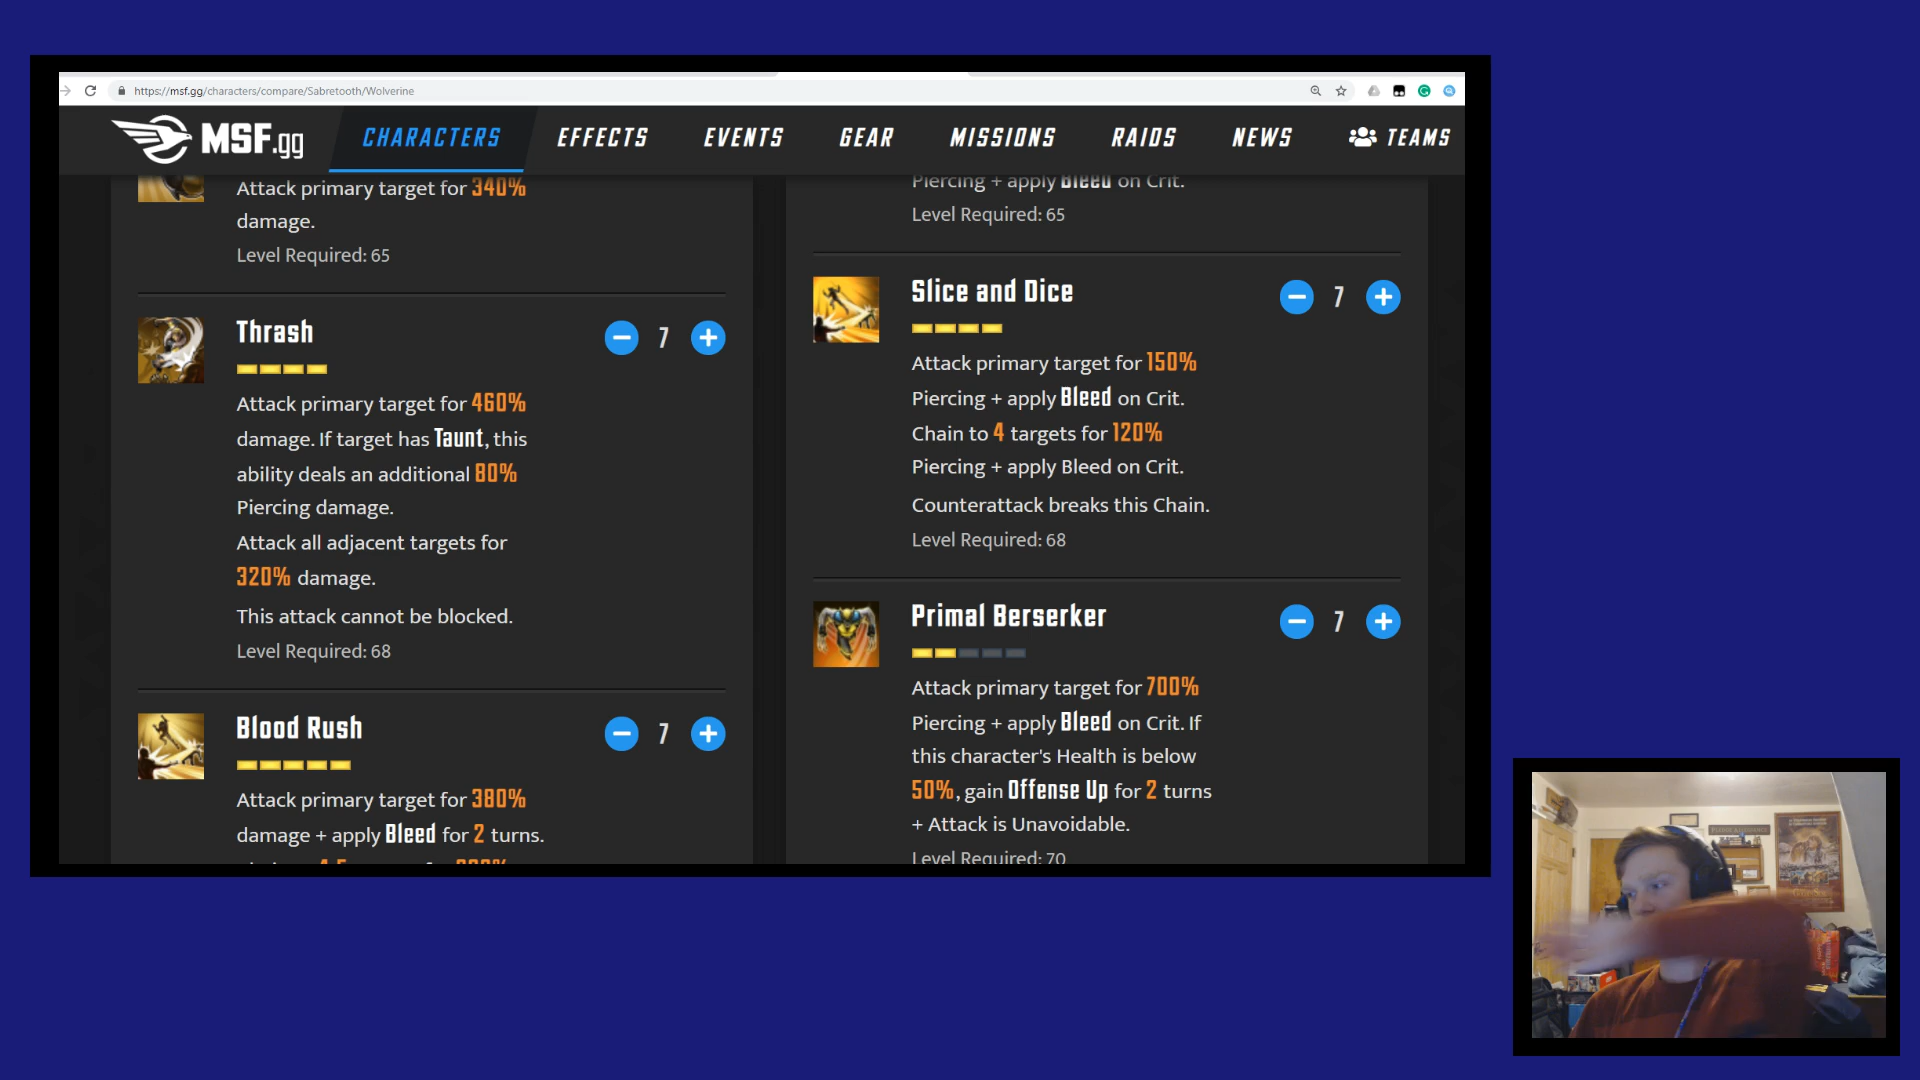 https://msf.gg/characters/compare/Sabretooth/Wolverine
MSF.gg
CHARACTERS
EFFECTS
EVENTS
GEAR
MISSIONS
RAIDS
NEWS
TEAMS
Attack primary target for 340%
damage.
Level Required: 65
Thrash
7
Attack primary target for 460%
damage. If target has Taunt, this
ability deals an additional 80%
Piercing damage.
Attack all adjacent targets for
320% damage.
This attack cannot be blocked.
Level Required: 68
Blood Rush
7
Attack primary target for 380%
damage + apply Bleed for 2 turns.
Piercing + apply Bleed on Crit.
Level Required: 65
Slice and Dice
7
Attack primary target for 150%
Piercing + apply Bleed on Crit.
Chain to 4 targets for 120%
Piercing + apply Bleed on Crit.
Counterattack breaks this Chain.
Level Required: 68
Primal Berserker
7
Attack primary target for 700%
Piercing + apply Bleed on Crit. If
this character's Health is below
50%, gain Offense Up for 2 turns
+ Attack is Unavoidable.
Level Required: 70